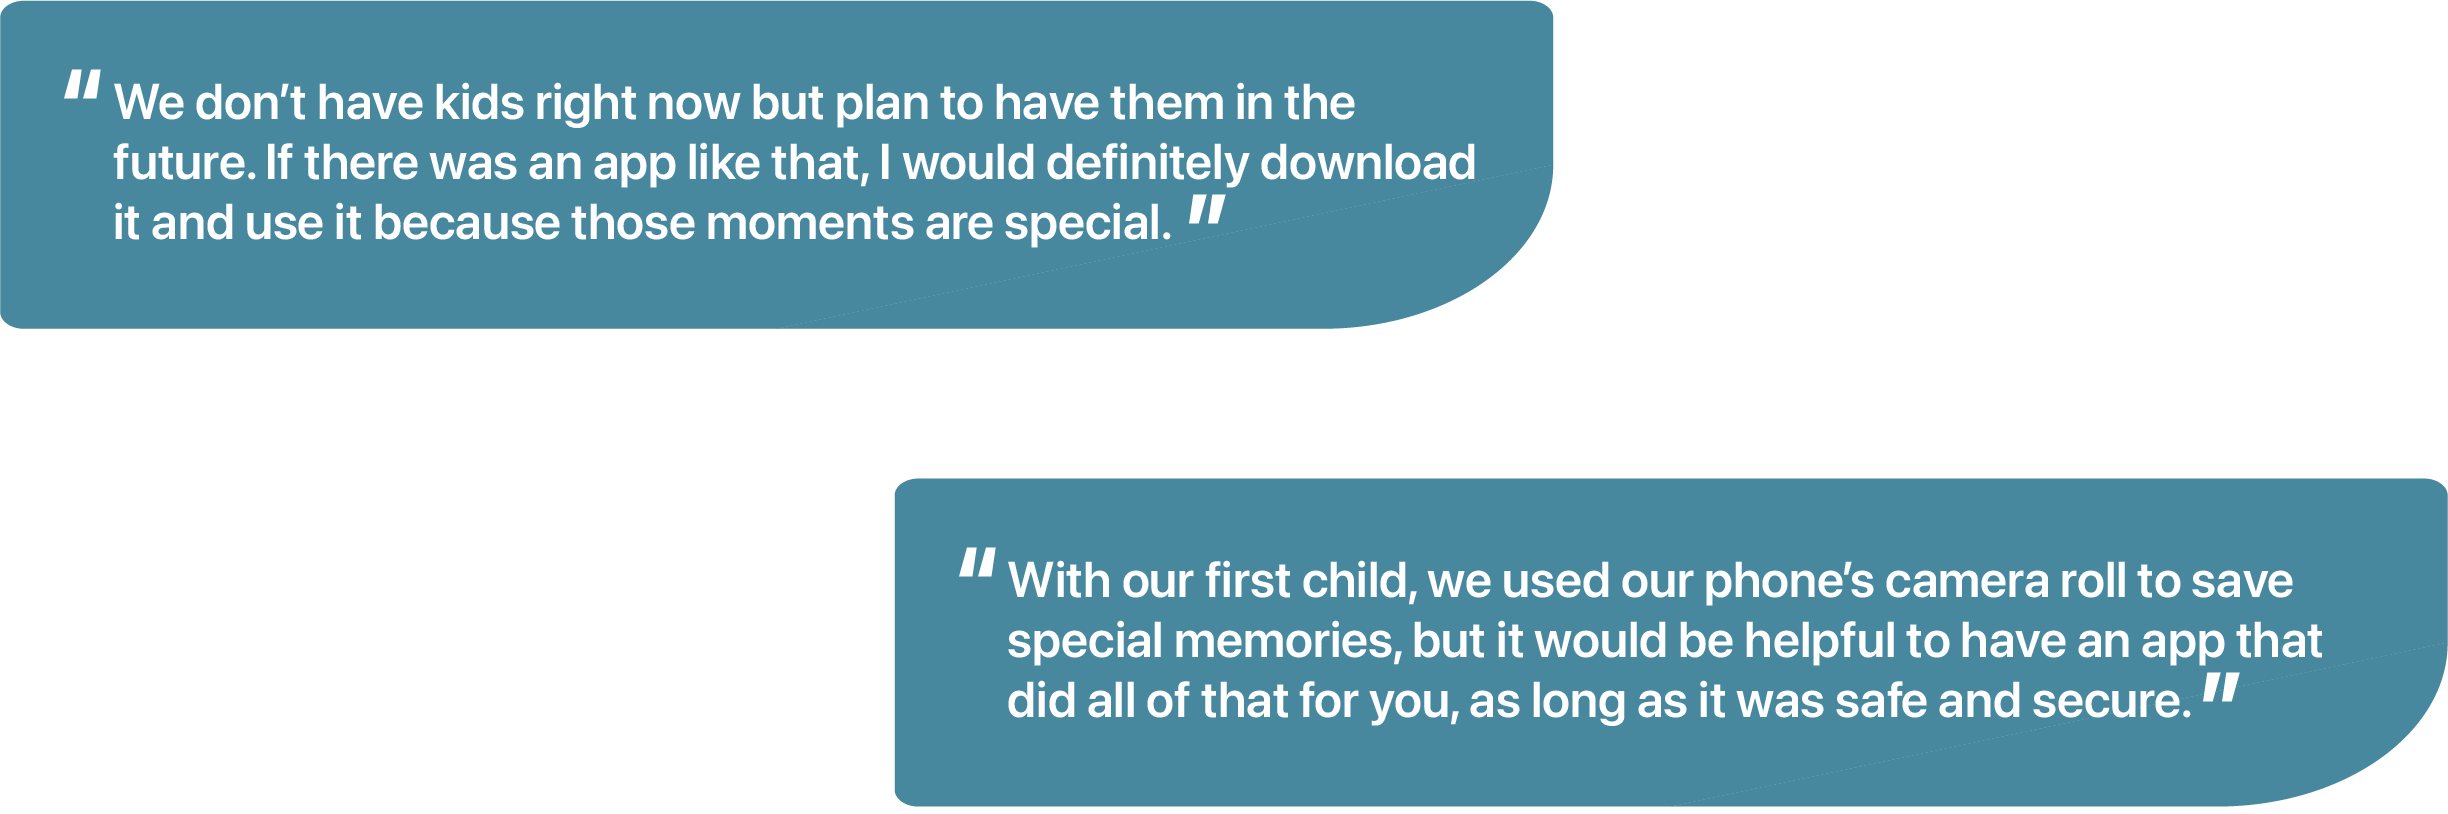 “ We don’t have kids right now but plan to have them in the
future. If there was an app like that, I would definitely download
it and use it because those moments are special. ”
“ With our first child, we used our phone’s camera roll to save
special memories, but it would be helpful to have an app that
did all of that for you, as long as it was safe and secure. ”